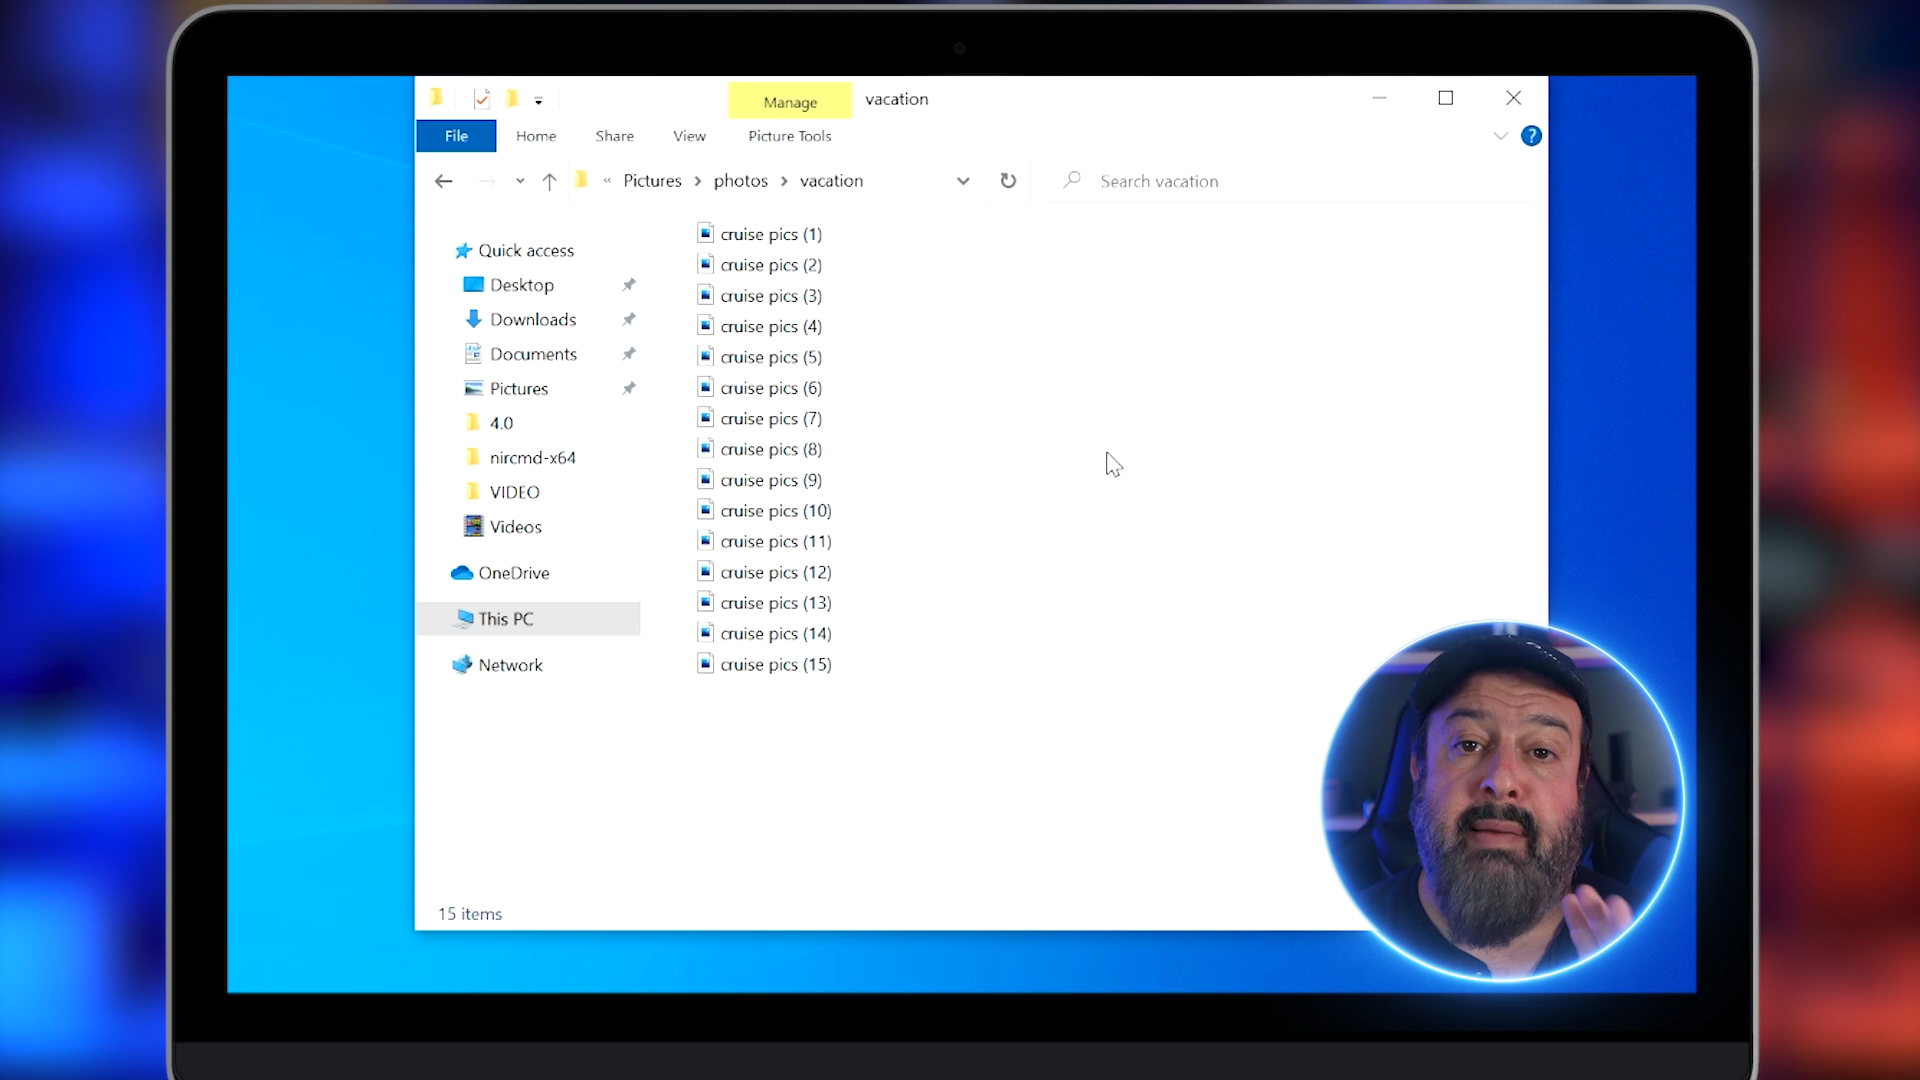 Manage
vacation
File
Home
Share
View
Picture Tools
?
« Pictures > photos > vacation
Search vacation
Quick access
Desktop
Downloads
Documents
Pictures
4.0
nircmd-x64
VIDEO
Videos
OneDrive
This PC
Network
cruise pics (1)
cruise pics (2)
cruise pics (3)
cruise pics (4)
cruise pics (5)
cruise pics (6)
cruise pics (7)
cruise pics (8)
cruise pics (9)
cruise pics (10)
cruise pics (11)
cruise pics (12)
cruise pics (13)
cruise pics (14)
cruise pics (15)
15 items